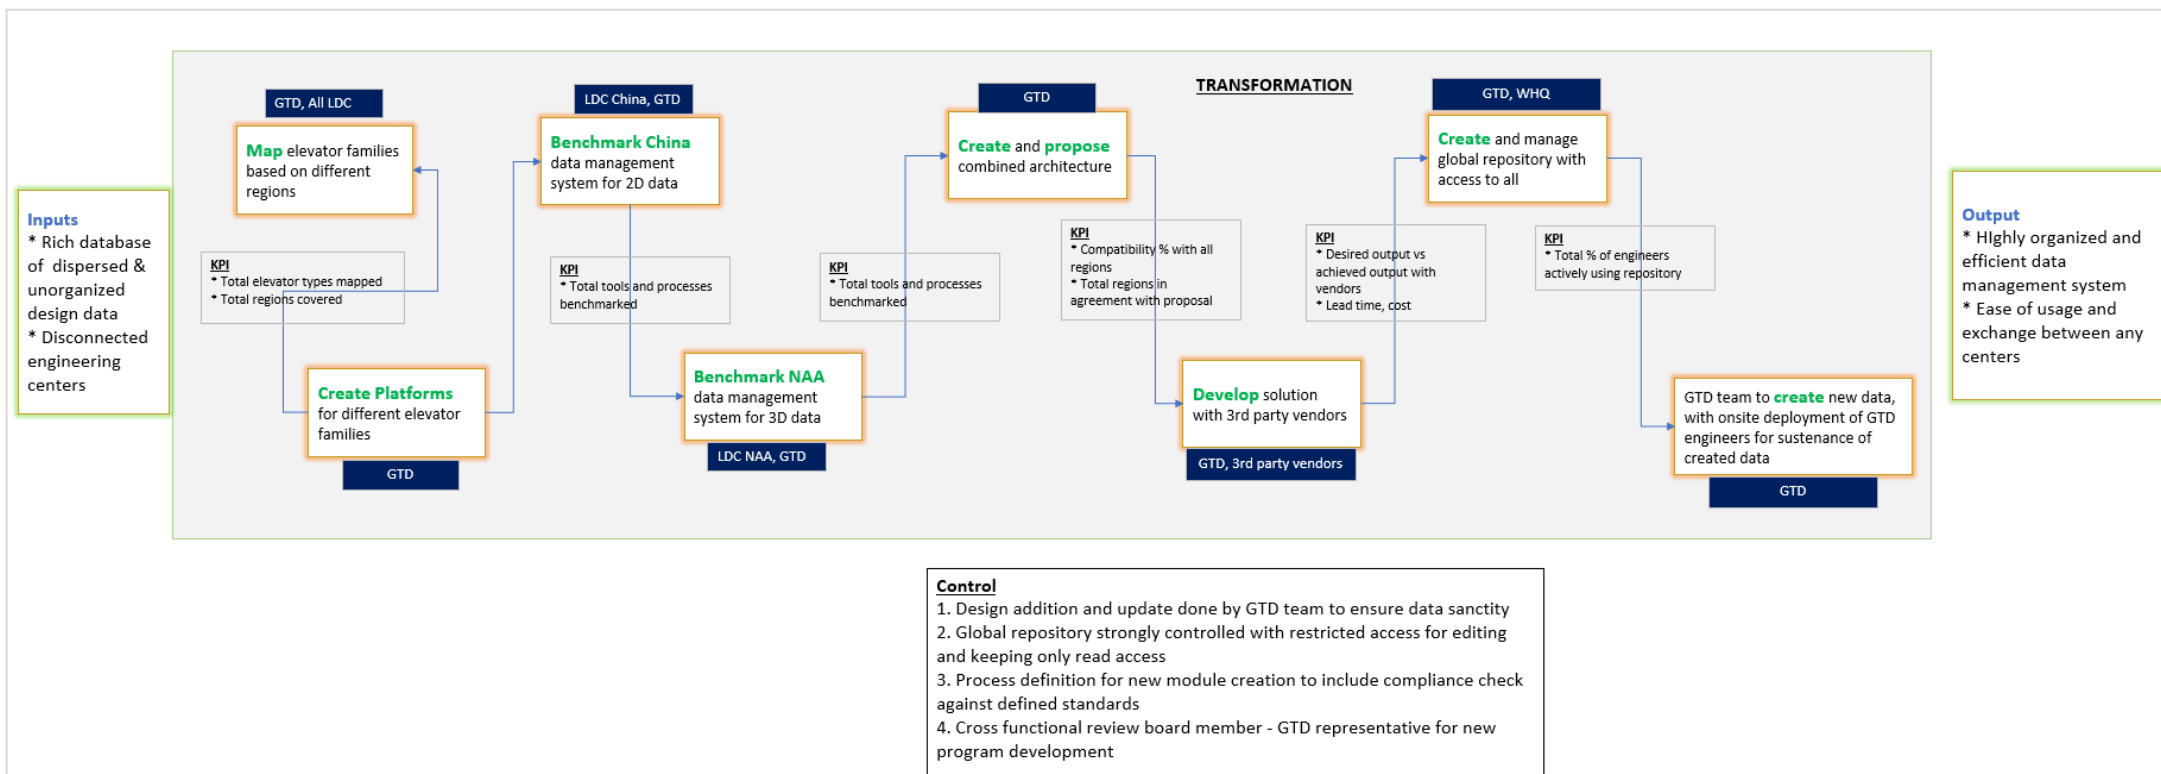 TRANSFORMATION
GTD, All LDC
Map elevator families
based on different
regions
LDC China, GTD
Benchmark China
data management
system for 2D data
GTD
Create and propose
combined architecture
GTD, WHQ
Create and manage
global repository with
access to all
Inputs
* Rich database
of  dispersed &
unorganized
design data
* Disconnected
engineering
centers
KPI
* Total elevator types mapped
* Total regions covered
KPI
* Total tools and processes
benchmarked
KPI
* Total tools and processes
benchmarked
KPI
* Compatibility % with all
regions
* Total regions in
agreement with proposal
KPI
* Desired output vs
achieved output with
vendors
* Lead time, cost
KPI
* Total % of engineers
actively using repository
Output
* HIghly organized and
efficient data
management system
* Ease of usage and
exchange between any
centers
Create Platforms
for different elevator
families
GTD
Benchmark NAA
data management
system for 3D data
LDC NAA, GTD
Develop solution
with 3rd party vendors
GTD, 3rd party vendors
GTD team to create new data,
with onsite deployment of GTD
engineers for sustenance of
created data
GTD
Control
1. Design addition and update done by GTD team to ensure data sanctity
2. Global repository strongly controlled with restricted access for editing
and keeping only read access
3. Process definition for new module creation to include compliance check
against defined standards
4. Cross functional review board member - GTD representative for new
program development